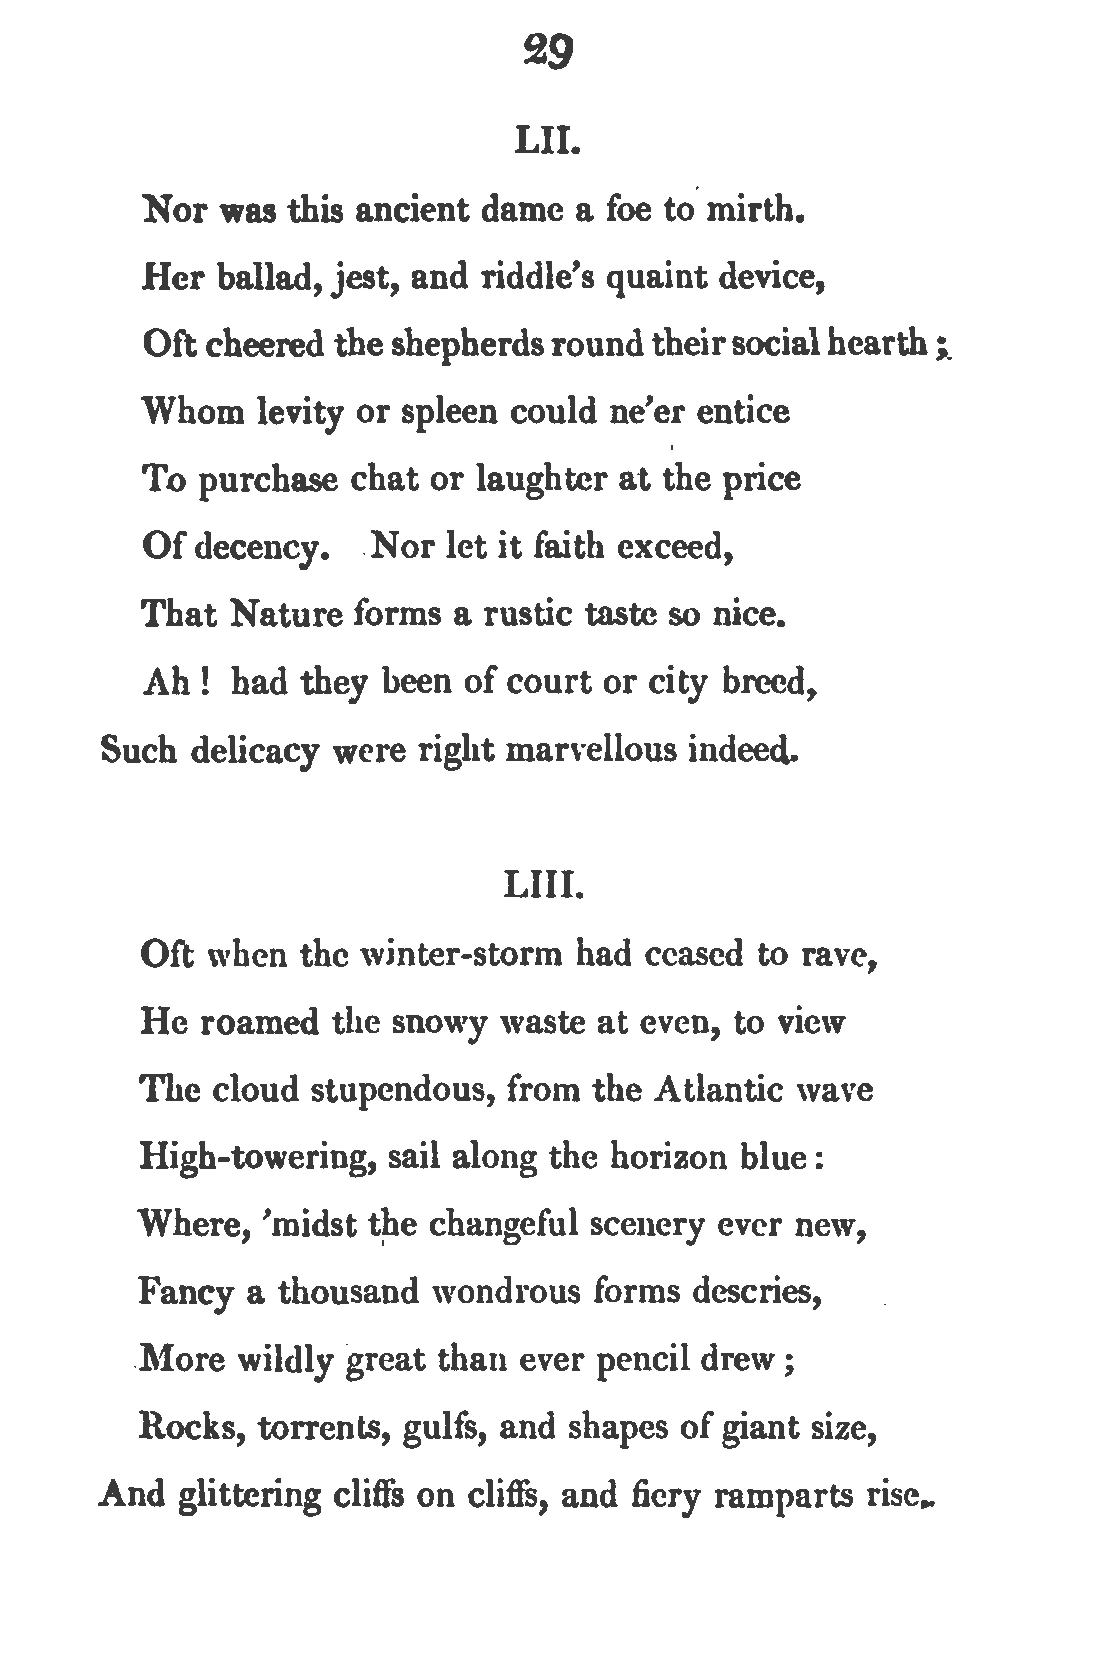 29
LII.
Nor was this ancient dame a foe to mirth.
Her ballad, jest, and riddle's quaint device,
Oft cheered the shepherds round their social hearth;
Whom levity or spleen could ne'er entice
To purchase chat or laughter at the price
Of decency. Nor let it faith exceed,
That Nature forms a rustic taste so nice.
Ah! had they been of court or city breed,
Such delicacy were right marvellous indeed.
LIII.
Oft when the winter-storm had ceased to rave,
He roamed the snowy waste at even, to view
The cloud stupendous, from the Atlantic wave
High-towering, sail along the horizon blue:
Where, 'midst the changeful scenery ever new,
Fancy a thousand wondrous forms descries,
More wildly great than ever pencil drew;
Rocks, torrents, gulfs, and shapes of giant size,
And glittering cliffs on cliffs, and fiery ramparts rise.